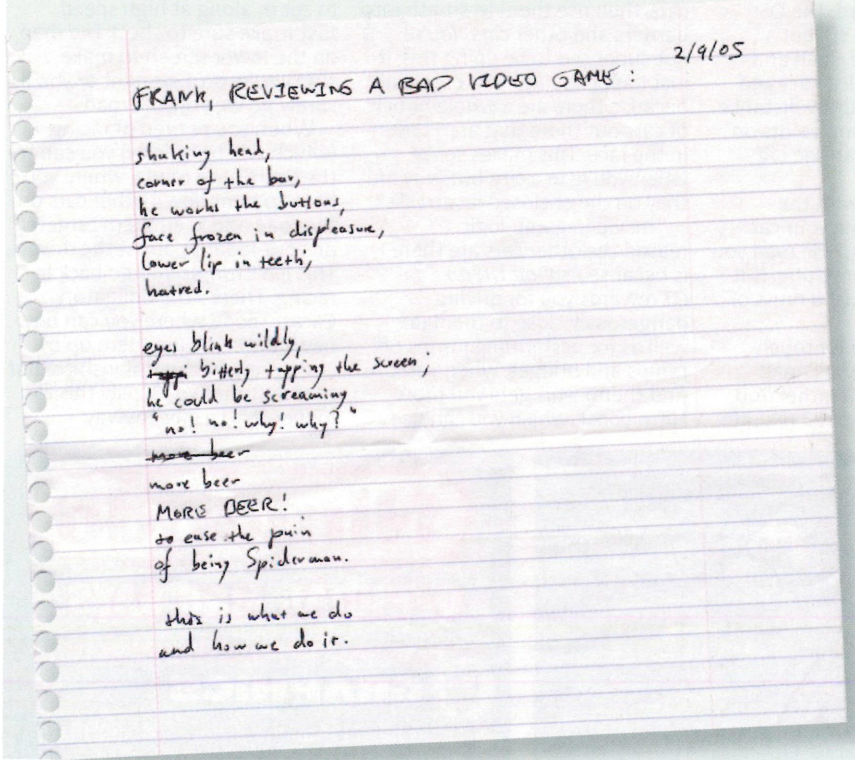 2/9/05
FRANK, REVIEWING A BAD VIDEO GAME:
shaking head,
corner of the bar,
he works the buttons,
face frozen in displeasure,
lower lip in teeth,
hatred.
eyes blink wildly,
bitterly tapping the screen;
he could be screaming
"no! no! why! why?"
more beer
more beer
MORE BEER!
to ease the pain
of being Spiderman.
this is what we do
and how we do it.